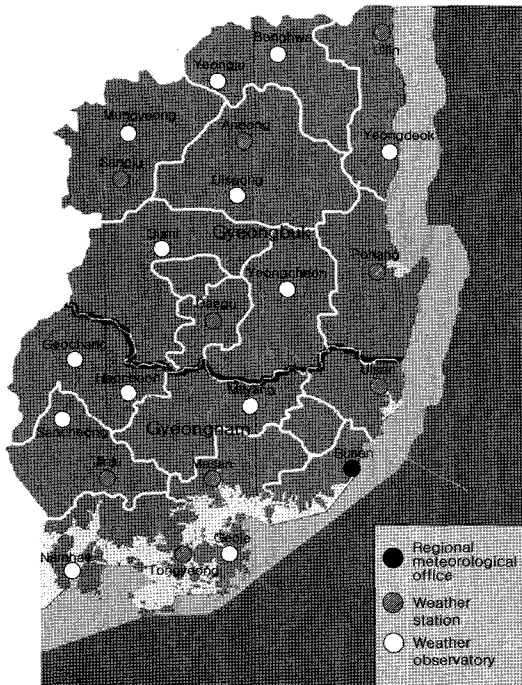 Bonghwa
Uljin
Yeongju
Mungyeong
Andong
Yeongdeok
Sangju
Uiseong
Gumi
Gyeongbuk
Pohang
Yeongcheon
Daegu
Geochang
Ulsan
Hapcheon
Miryang
Sancheong
Gyeongnam
Busan
Jinju
Masan
Geoje
Namhae
Tongyeong
Regional
meteorological
office
Weather
station
Weather
observatory